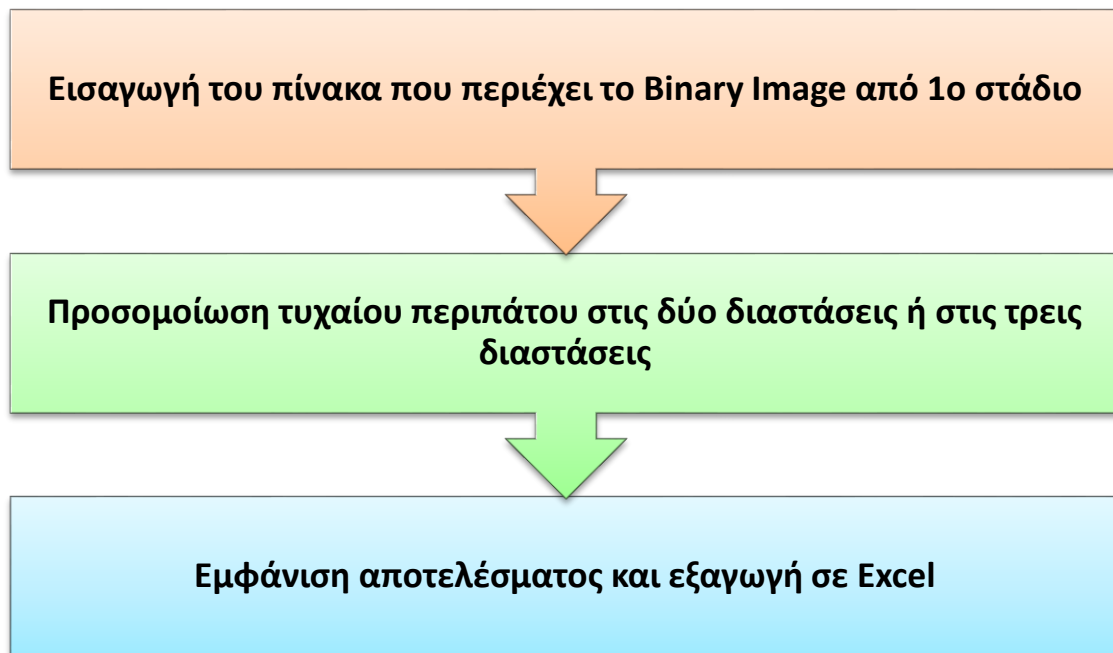 Εισαγωγή του πίνακα που περιέχει το Binary Image από 1ο στάδιο
Προσομοίωση τυχαίου περιπάτου στις δύο διαστάσεις ή στις τρεις
διαστάσεις
Εμφάνιση αποτελέσματος και εξαγωγή σε Excel